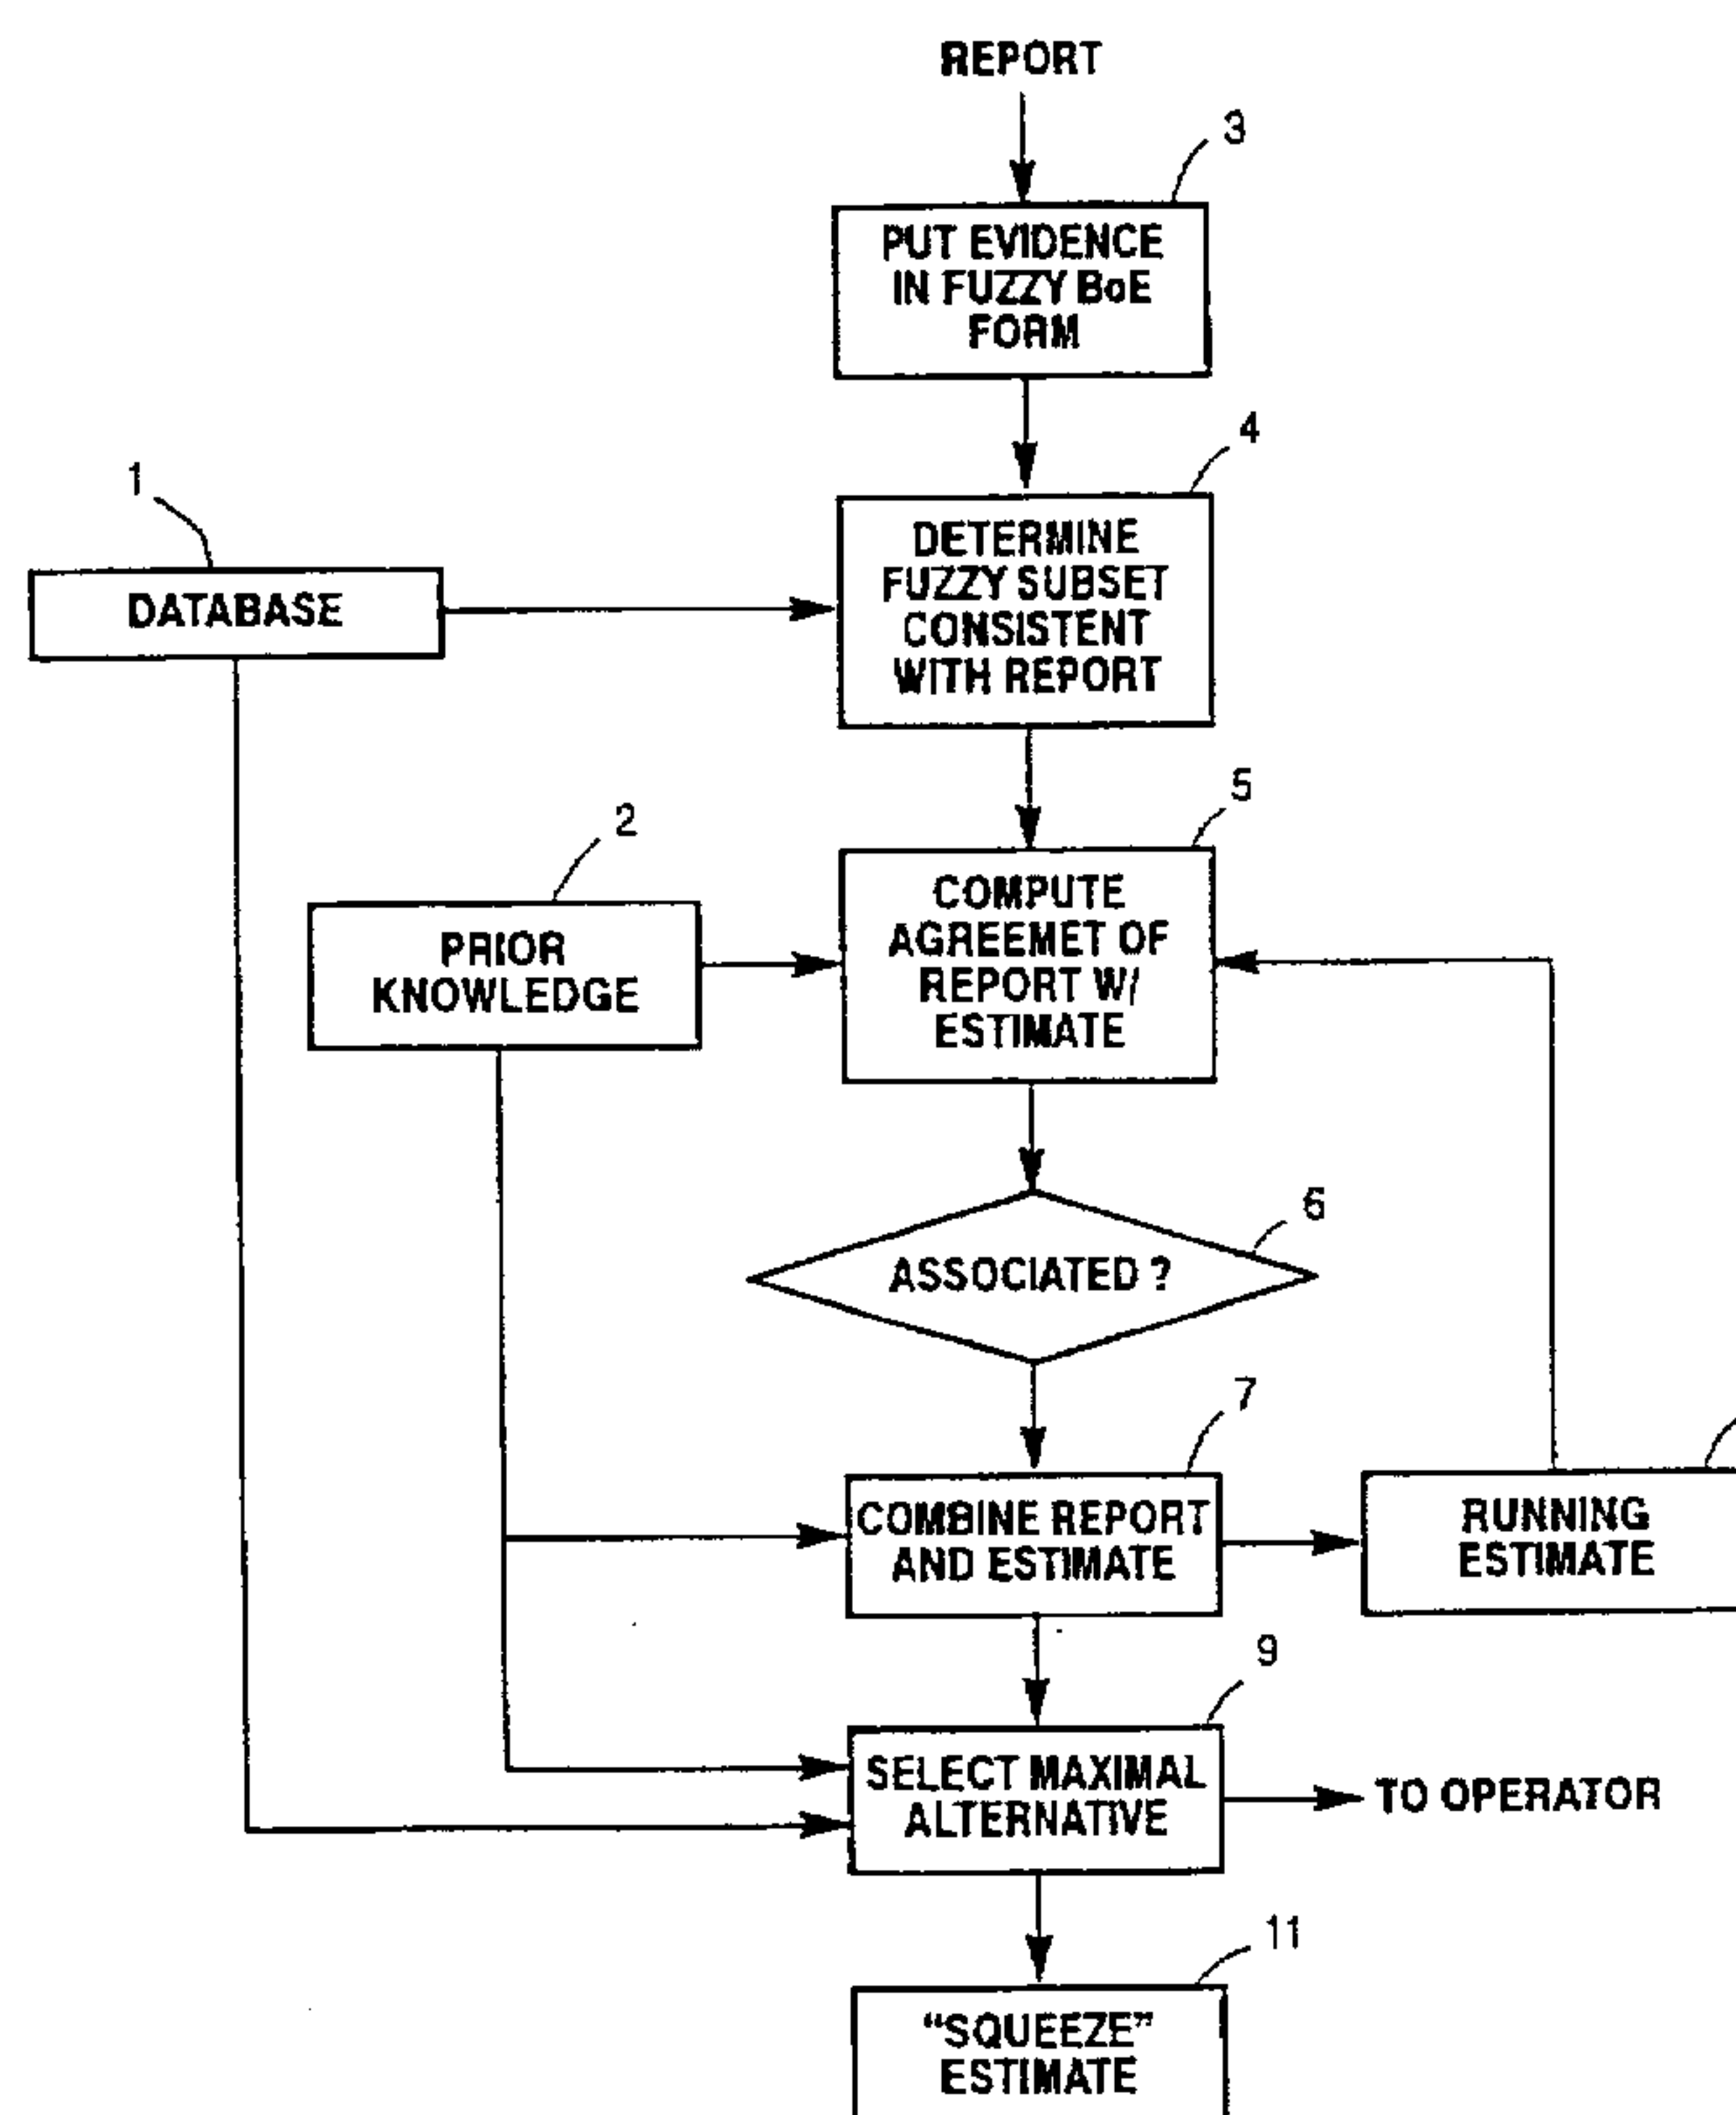 REPORT
3
PUT EVIDENCE
IN FUZZY BoE
FORM
4
1
DETERMINE
FUZZY SUBSET
CONSISTENT
WITH REPORT
DATABASE
5
2
COMPUTE
AGREEMET OF
REPORT W/
ESTIMATE
PRIOR
KNOWLEDGE
6
ASSOCIATED ?
7
COMBINE REPORT
AND ESTIMATE
RUNNING
ESTIMATE
9
SELECT MAXIMAL
ALTERNATIVE
TO OPERATOR
11
"SQUEEZE"
ESTIMATE